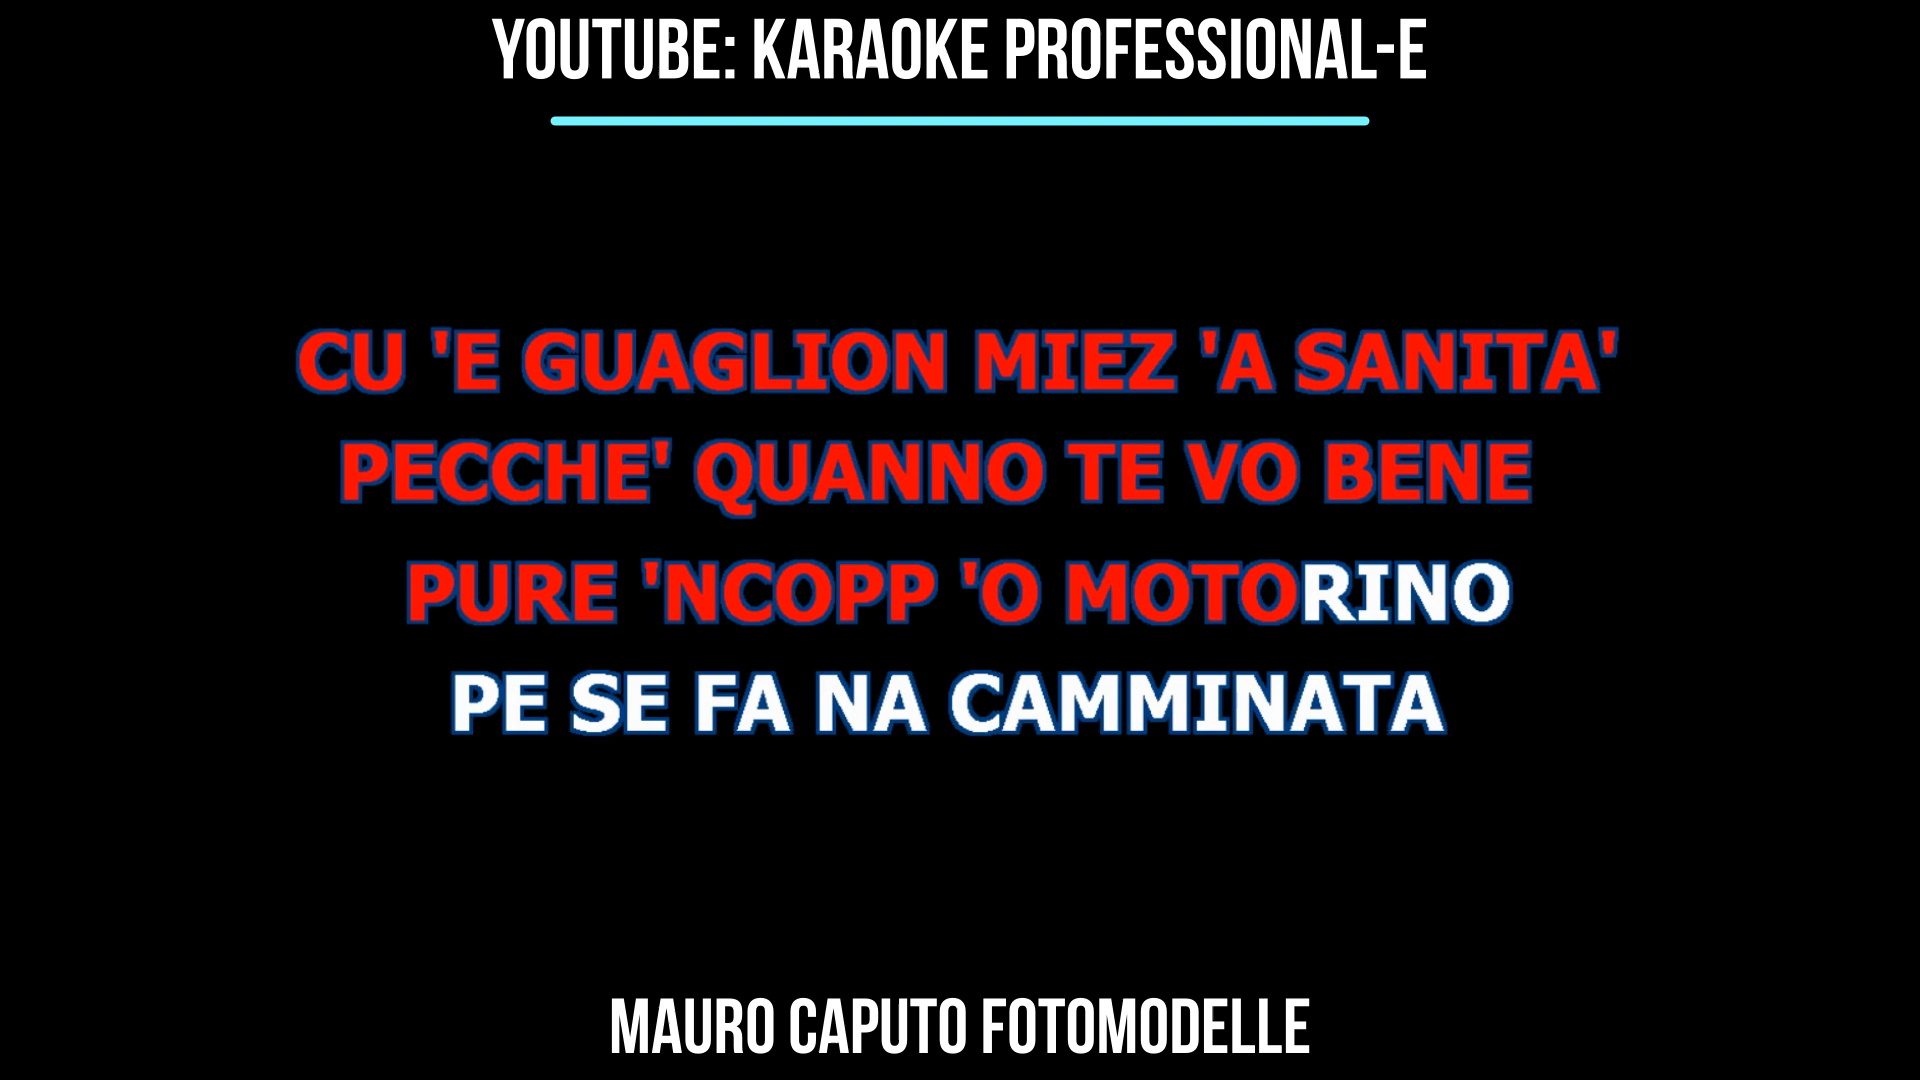 YOUTUBE: KARAOKE PROFESSIONAL-E
CU 'E GUAGLION MIEZ 'A SANITA'
PECCHE' QUANNO TE VO BENE
PURE 'NCOPP 'O MOTORINO
PE SE FA NA CAMMINATA
MAURO CAPUTO FOTOMODELLE